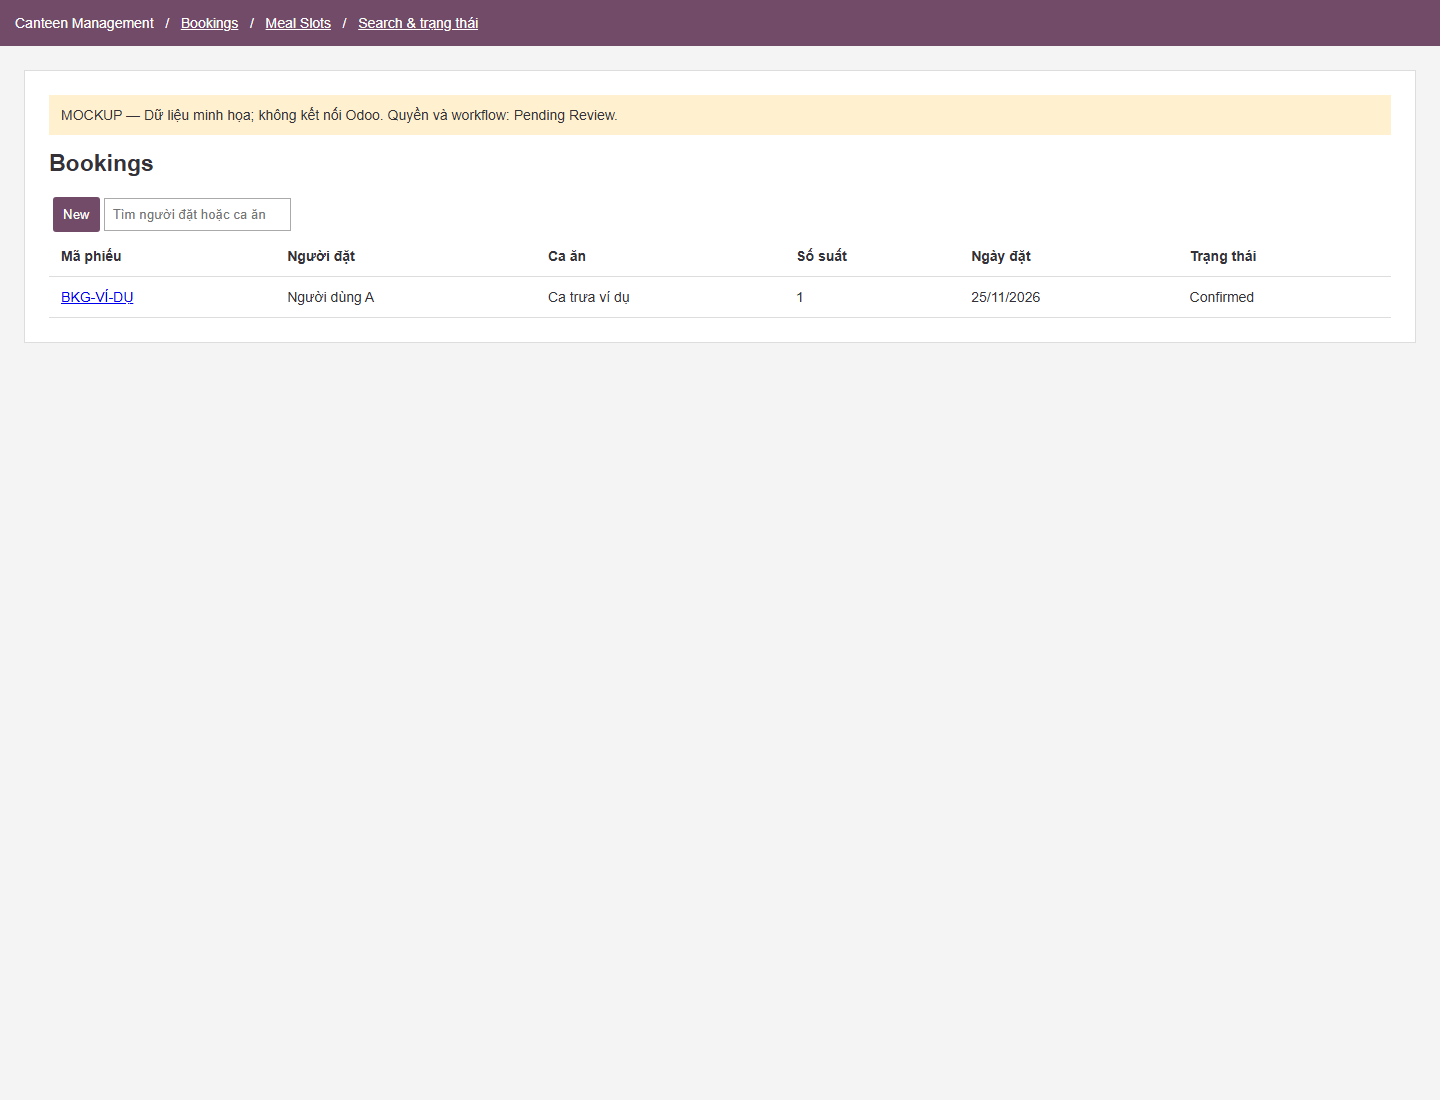 Canteen Management / Bookings / Meal Slots / Search & trạng thái
MOCKUP — Dữ liệu minh họa; không kết nối Odoo. Quyền và workflow: Pending Review.
Bookings
New Tìm người đặt hoặc ca ăn
Mã phiếu Người đặt Ca ăn Số suất Ngày đặt Trạng thái
BKG-VÍ-DỤ Người dùng A Ca trưa ví dụ 1 25/11/2026 Confirmed